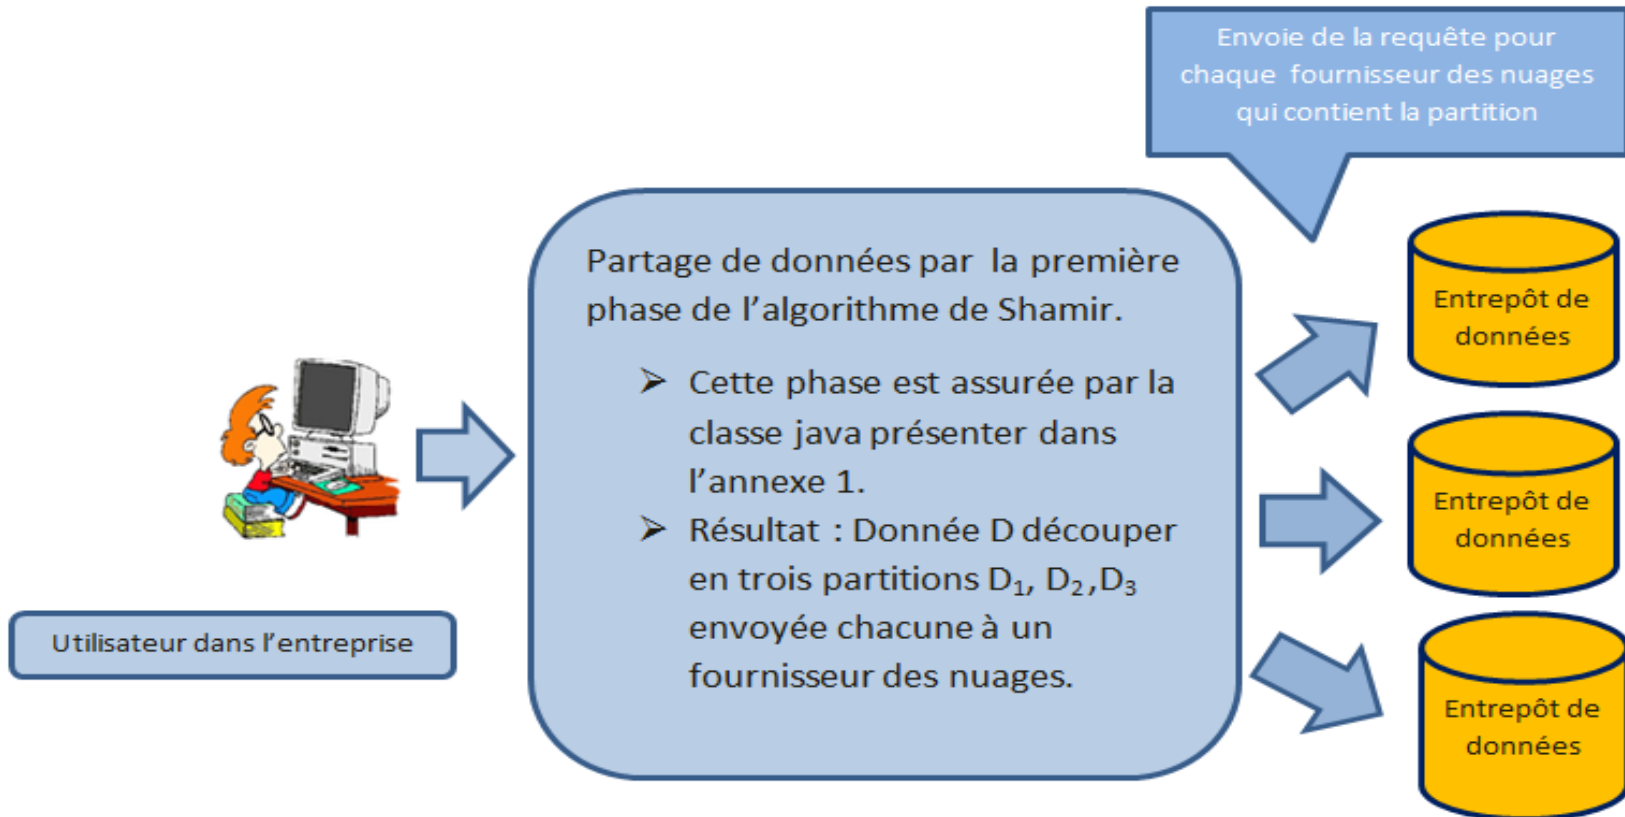 Envoie de la requête pour
chaque fournisseur des nuages
qui contient la partition
Partage de données par la première
phase de l’algorithme de Shamir.
➢ Cette phase est assurée par la
classe java présenter dans
l’annexe 1.
➢ Résultat : Donnée D découper
en trois partitions D₁, D₂ ,D₃
envoyée chacune à un
fournisseur des nuages.
Utilisateur dans l’entreprise
Entrepôt de
données
Entrepôt de
données
Entrepôt de
données